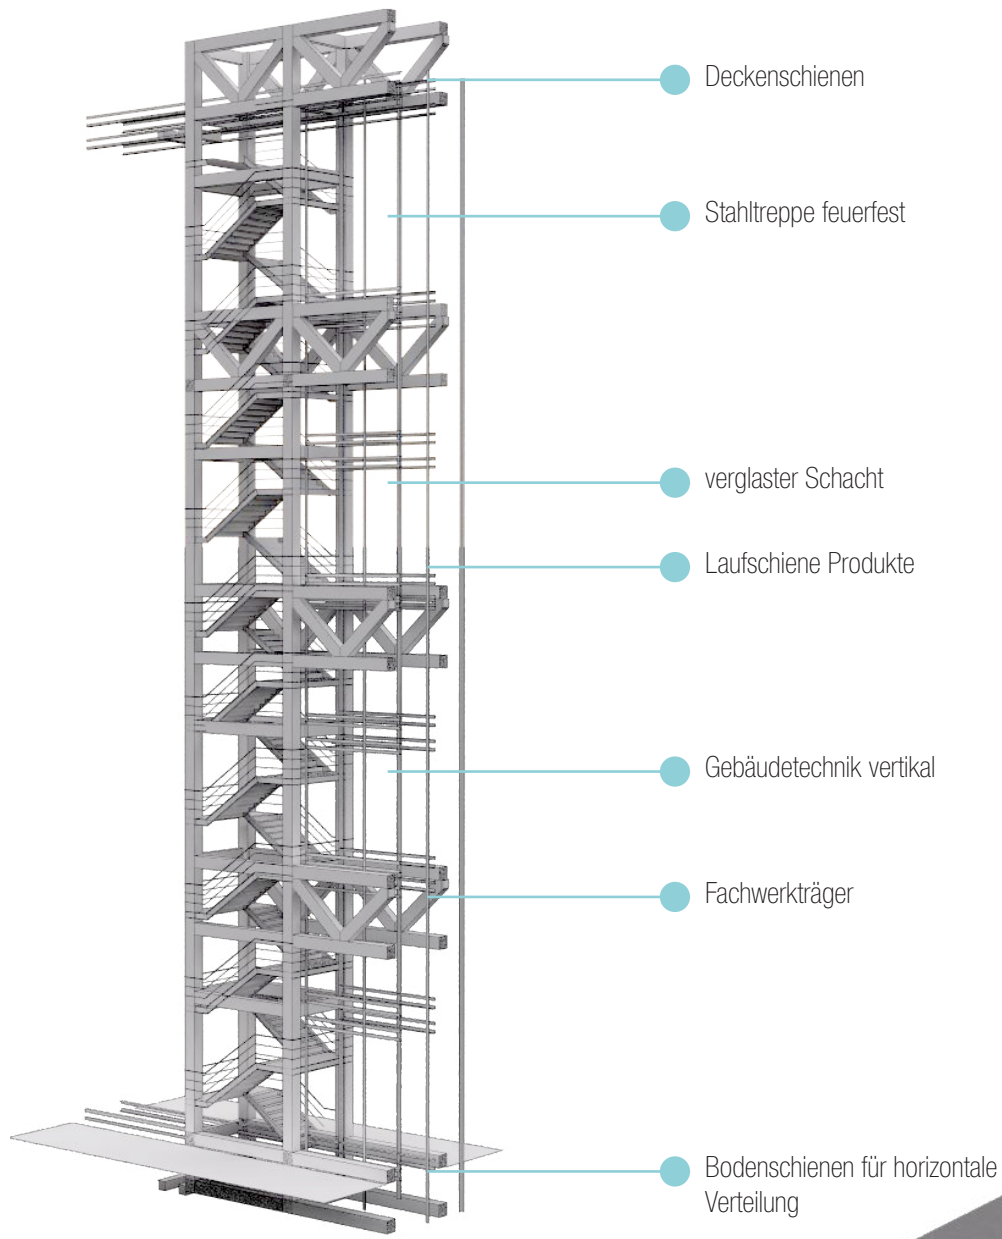 Deckenschienen
Stahltreppe feuerfest
verglaster Schacht
Laufschiene Produkte
Gebäudetechnik vertikal
Fachwerkträger
Bodenschienen für horizontale
Verteilung